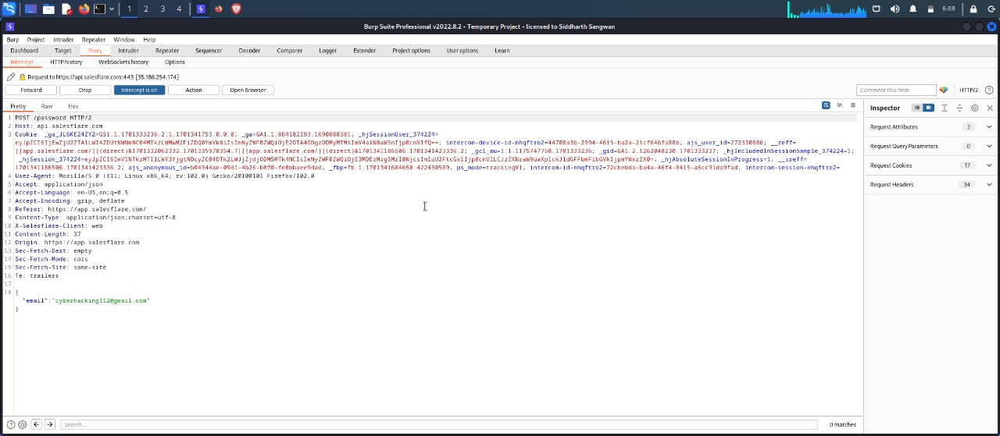 1 2 3 4 6:08
Burp Suite Professional v2022.8.2 - Temporary Project - licensed to Siddharth Sangwan
Burp Project Intruder Repeater Window Help
Dashboard Target Proxy Intruder Repeater Sequencer Decoder Comparer Logger Extender Project options User options Learn
Intercept HTTP history WebSockets history Options
Request to https://api.salesflare.com:443 [35.186.254.174]
Forward Drop Intercept is on Action Open Browser Comment this item HTTP/2
Pretty Raw Hex \n
Inspector
Request Attributes 2
Request Query Parameters 0
Request Cookies 17
Request Headers 34
1 POST /password HTTP/2
2 Host: api.salesflare.com
3 Cookie: _ga_JL6KE24ZY2=GS1.1.1701333236.2.1.1701341753.0.0.0; _ga=GA1.1.864182193.1690888381; _hjSessionUser_374224=
intercom-device-id-nhqftro2=44708a3b-2994-4615-ba2a-21cf646fa88b; ajs_user_id=272330886; __reff=
[[app.salesflare.com/]](direct)&1701332062332.1701335978354.7|[[app.salesflare.com/]](direct)&1701341186506.1701341423336.2; _gcl_au=1.1.1175747758.1701333236; _gid=GA1.2.1262048230.1701333237; _hjIncludedInSessionSample_374224=1;
_hjSession_374224= _hjAbsoluteSessionInProgress=1; __sreff=
1701341186506.1701341423336.2; ajs_anonymous_id=b04344ae-09d1-4b26-b0f0-fe0bbaee9dad; _fbp=fb.1.1701341684650.422430589; ps_mode=trackingV1; intercom-id-nhqftro2=72cbebda-ba4a-46f4-8415-a6cc91da9fad; intercom-session-nhqftro2=
4 User-Agent: Mozilla/5.0 (X11; Linux x86_64; rv:102.0) Gecko/20100101 Firefox/102.0
5 Accept: application/json
6 Accept-Language: en-US,en;q=0.5
7 Accept-Encoding: gzip, deflate
8 Referer: https://app.salesflare.com/
9 Content-Type: application/json;charset=utf-8
10 X-Salesflare-Client: web
11 Content-Length: 37
12 Origin: https://app.salesflare.com
13 Sec-Fetch-Dest: empty
14 Sec-Fetch-Mode: cors
15 Sec-Fetch-Site: same-site
16 Te: trailers
17
18 {
"email":"cyberhacking112@gmail.com"
}
Search... 0 matches